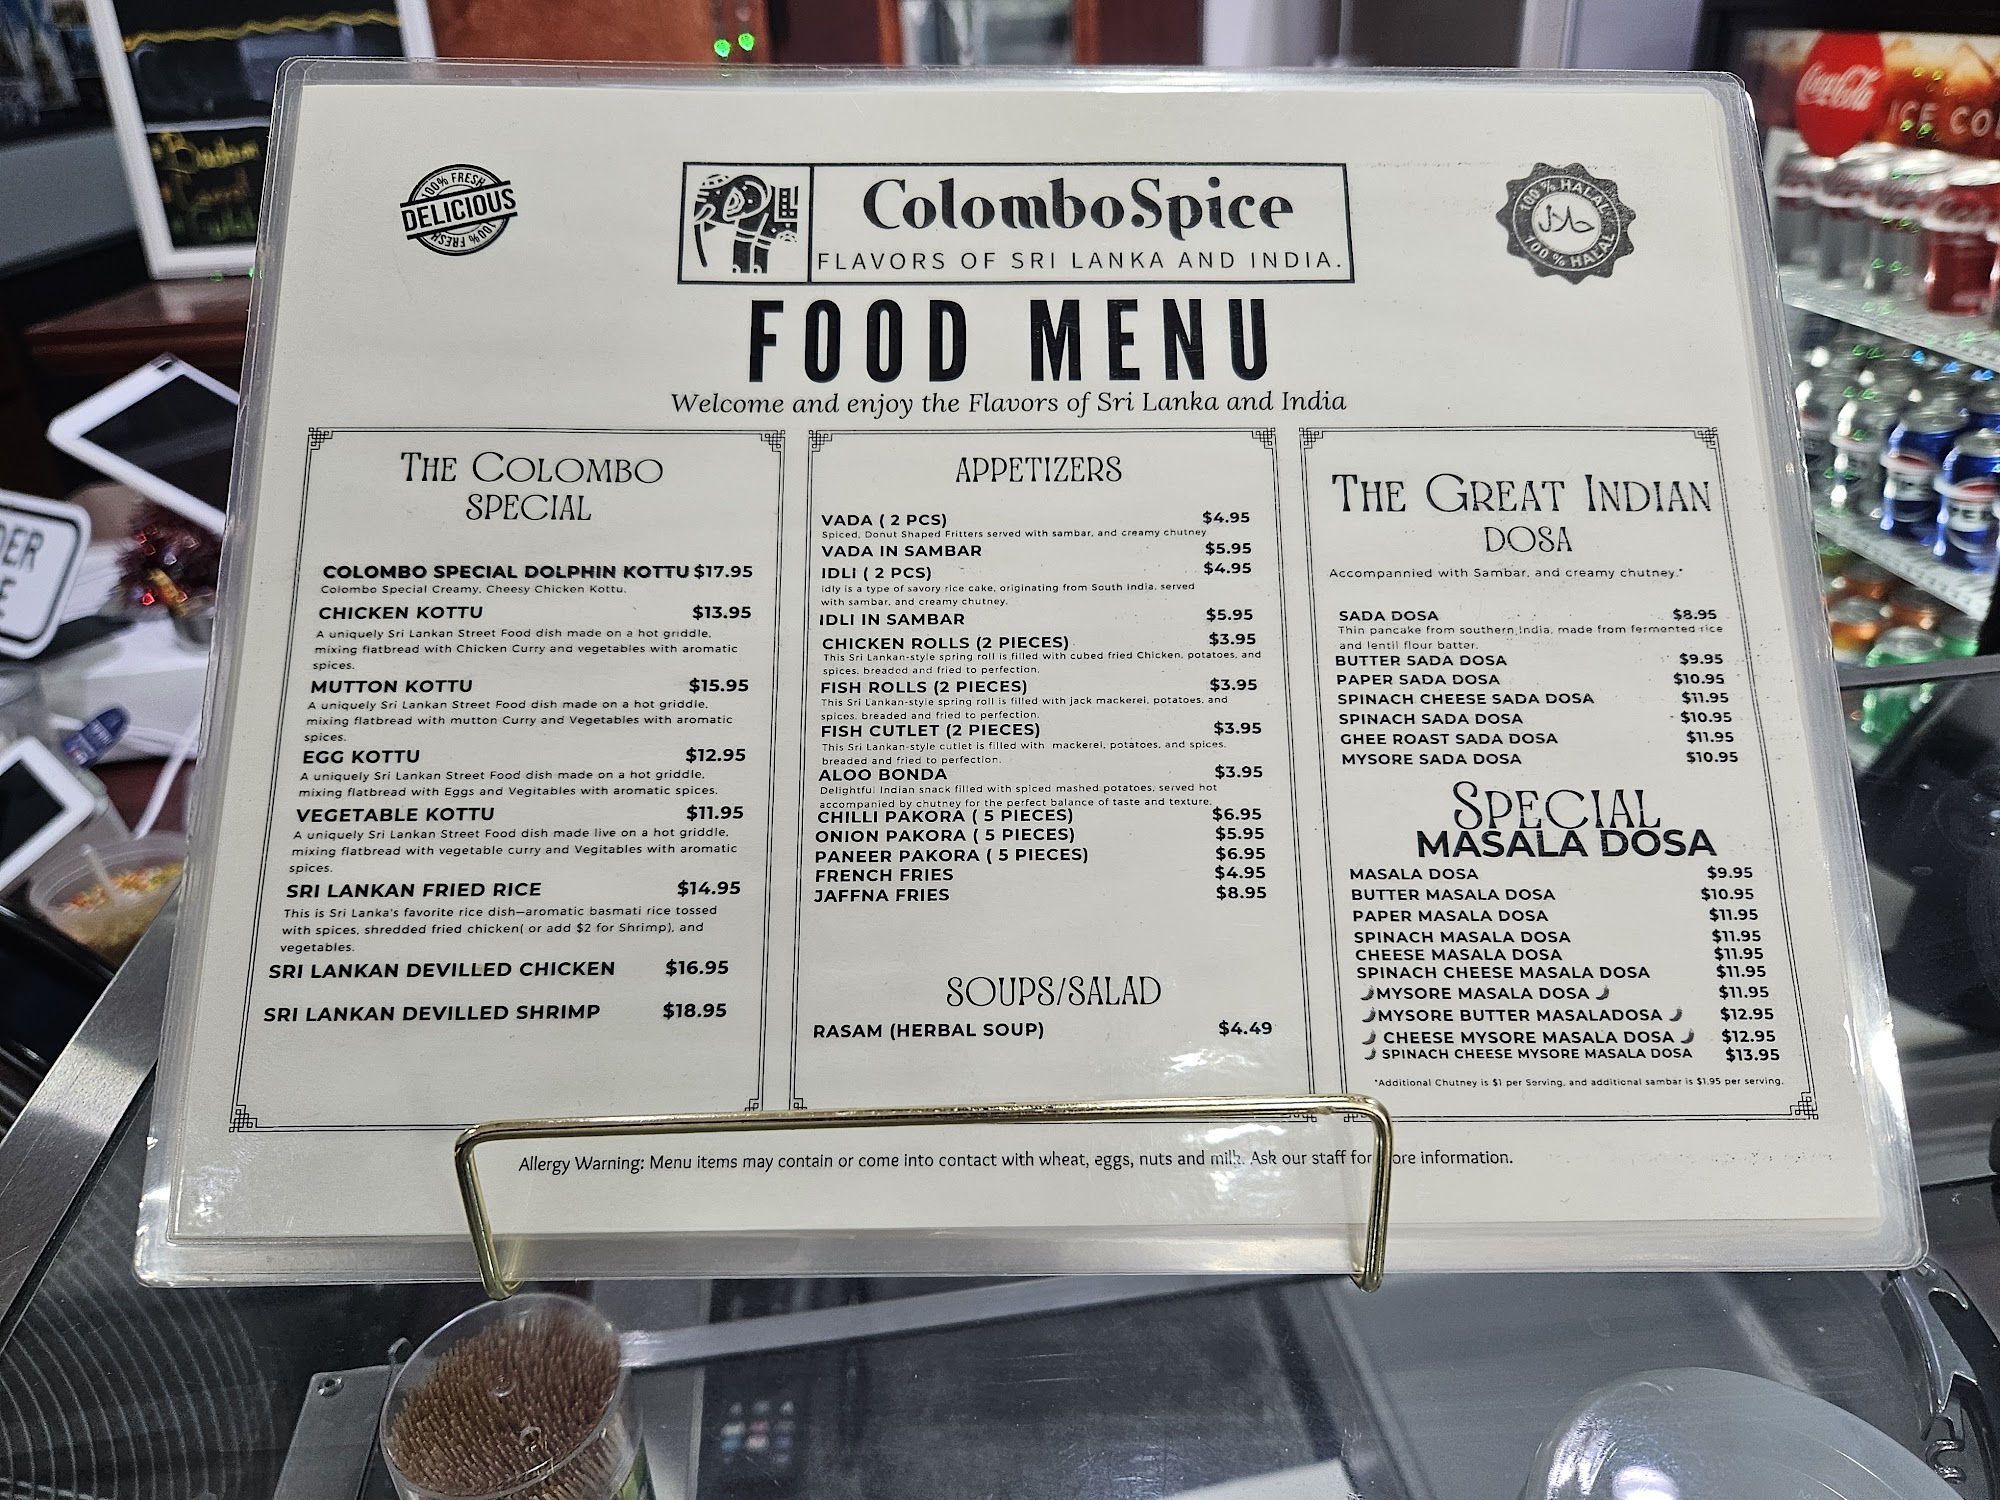 100% FRESH
DELICIOUS
100% FRESH
ColomboSpice
FLAVORS OF SRI LANKA AND INDIA.
100 % HALAL
حلال
100 % HALAL
FOOD MENU
Welcome and enjoy the Flavors of Sri Lanka and India
THE COLOMBO
SPECIAL
COLOMBO SPECIAL DOLPHIN KOTTU $17.95
Colombo Special Creamy, Cheesy Chicken Kottu.
CHICKEN KOTTU $13.95
A uniquely Sri Lankan Street Food dish made on a hot griddle,
mixing flatbread with Chicken Curry and vegetables with aromatic
spices.
MUTTON KOTTU $15.95
A uniquely Sri Lankan Street Food dish made on a hot griddle,
mixing flatbread with mutton Curry and Vegetables with aromatic
spices.
EGG KOTTU $12.95
A uniquely Sri Lankan Street Food dish made on a hot griddle,
mixing flatbread with Eggs and Vegitables with aromatic spices.
VEGETABLE KOTTU $11.95
A uniquely Sri Lankan Street Food dish made live on a hot griddle,
mixing flatbread with vegetable curry and Vegitables with aromatic
spices.
SRI LANKAN FRIED RICE $14.95
This is Sri Lanka's favorite rice dish—aromatic basmati rice tossed
with spices, shredded fried chicken( or add $2 for Shrimp), and
vegetables.
SRI LANKAN DEVILLED CHICKEN $16.95
SRI LANKAN DEVILLED SHRIMP $18.95
APPETIZERS
VADA ( 2 PCS) $4.95
Spiced, Donut Shaped Fritters served with sambar, and creamy chutney
VADA IN SAMBAR $5.95
IDLI ( 2 PCS) $4.95
Idly is a type of savory rice cake, originating from South India, served
with sambar, and creamy chutney.
IDLI IN SAMBAR $5.95
CHICKEN ROLLS (2 PIECES) $3.95
This Sri Lankan-style spring roll is filled with cubed fried Chicken, potatoes, and
spices, breaded and fried to perfection.
FISH ROLLS (2 PIECES) $3.95
This Sri Lankan-style spring roll is filled with jack mackerel, potatoes, and
spices, breaded and fried to perfection.
FISH CUTLET (2 PIECES) $3.95
This Sri Lankan-style cutlet is filled with mackerel, potatoes, and spices,
breaded and fried to perfection.
ALOO BONDA $3.95
Delightful Indian snack filled with spiced mashed potatoes, served hot
accompanied by chutney for the perfect balance of taste and texture.
CHILLI PAKORA ( 5 PIECES) $6.95
ONION PAKORA ( 5 PIECES) $5.95
PANEER PAKORA ( 5 PIECES) $6.95
FRENCH FRIES $4.95
JAFFNA FRIES $8.95
SOUPS/SALAD
RASAM (HERBAL SOUP) $4.49
THE GREAT INDIAN
DOSA
Accompannied with Sambar, and creamy chutney.*
SADA DOSA $8.95
Thin pancake from southern India, made from fermented rice
and lentil flour batter.
BUTTER SADA DOSA $9.95
PAPER SADA DOSA $10.95
SPINACH CHEESE SADA DOSA $11.95
SPINACH SADA DOSA $10.95
GHEE ROAST SADA DOSA $11.95
MYSORE SADA DOSA $10.95
SPECIAL
MASALA DOSA
MASALA DOSA $9.95
BUTTER MASALA DOSA $10.95
PAPER MASALA DOSA $11.95
SPINACH MASALA DOSA $11.95
CHEESE MASALA DOSA $11.95
SPINACH CHEESE MASALA DOSA $11.95
MYSORE MASALA DOSA $11.95
MYSORE BUTTER MASALADOSA $12.95
CHEESE MYSORE MASALA DOSA $12.95
SPINACH CHEESE MYSORE MASALA DOSA $13.95
*Additional Chutney is $1 per Serving, and additional sambar is $1.95 per serving.
Allergy Warning: Menu items may contain or come into contact with wheat, eggs, nuts and milk. Ask our staff for ore information.
Coca-Cola
ICE CO
DER
E